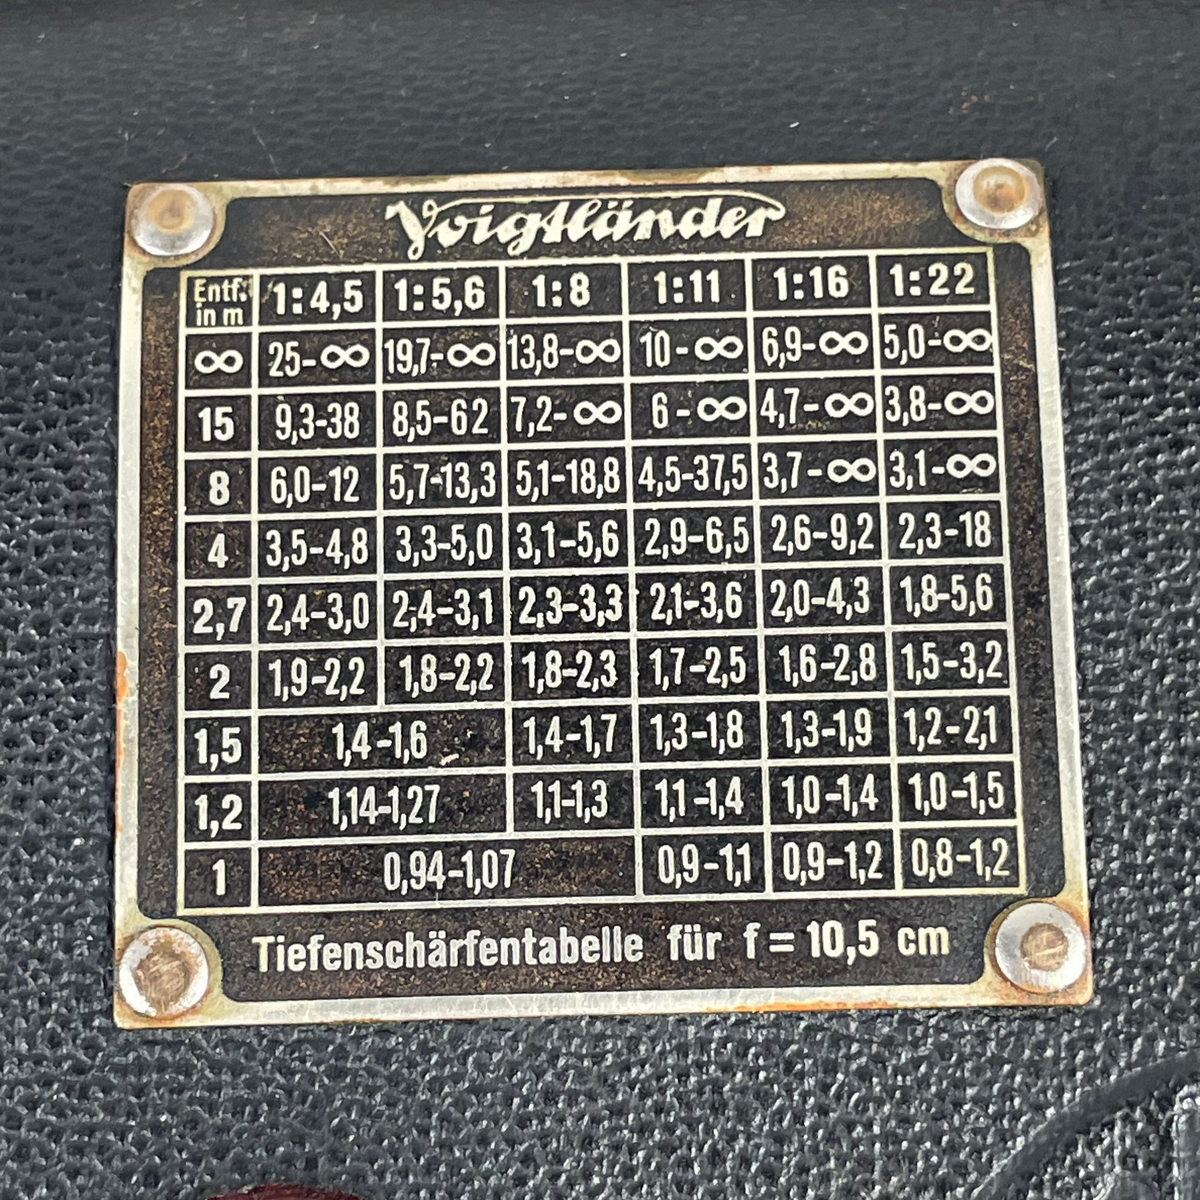 Voigtländer
Entf. in m 1:4,5 1:5,6 1:8 1:11 1:16 1:22
∞ 25-∞ 19,7-∞ 13,8-∞ 10-∞ 6,9-∞ 5,0-∞
15 9,3-38 8,5-62 7,2-∞ 6-∞ 4,7-∞ 3,8-∞
8 6,0-12 5,7-13,3 5,1-18,8 4,5-37,5 3,7-∞ 3,1-∞
4 3,5-4,8 3,3-5,0 3,1-5,6 2,9-6,5 2,6-9,2 2,3-18
2,7 2,4-3,0 2,4-3,1 2,3-3,3 2,1-3,6 2,0-4,3 1,8-5,6
2 1,9-2,2 1,8-2,2 1,8-2,3 1,7-2,5 1,6-2,8 1,5-3,2
1,5 1,4-1,6 1,4-1,7 1,3-1,8 1,3-1,9 1,2-2,1
1,2 1,14-1,27 1,1-1,3 1,1-1,4 1,0-1,4 1,0-1,5
1 0,94-1,07 0,9-1,1 0,9-1,2 0,8-1,2
Tiefenschärfentabelle für f = 10,5 cm